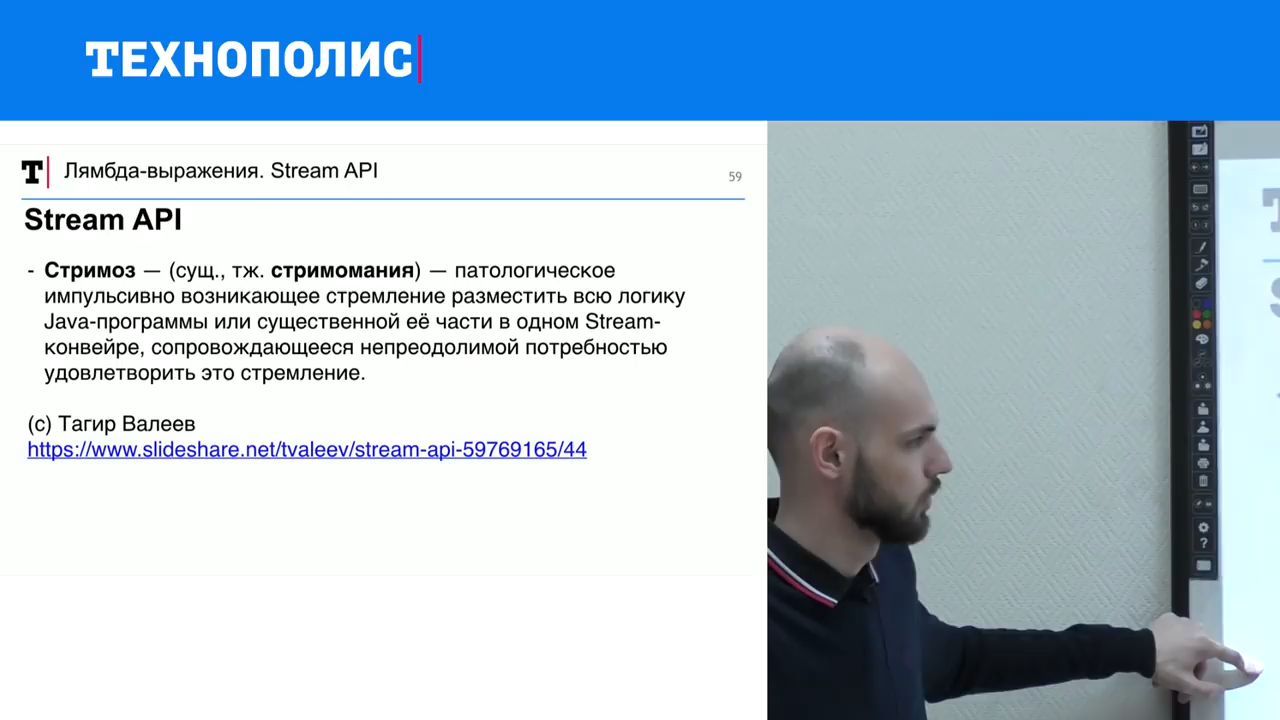 ТЕХНОПОЛИС
Т Лямбда-выражения. Stream API
59
Stream API
- Стримоз — (сущ., тж. стримомания) — патологическое
импульсивно возникающее стремление разместить всю логику
Java-программы или существенной её части в одном Stream-
конвейре, сопровождающееся непреодолимой потребностью
удовлетворить это стремление.
(с) Тагир Валеев
https://www.slideshare.net/tvaleev/stream-api-59769165/44
?